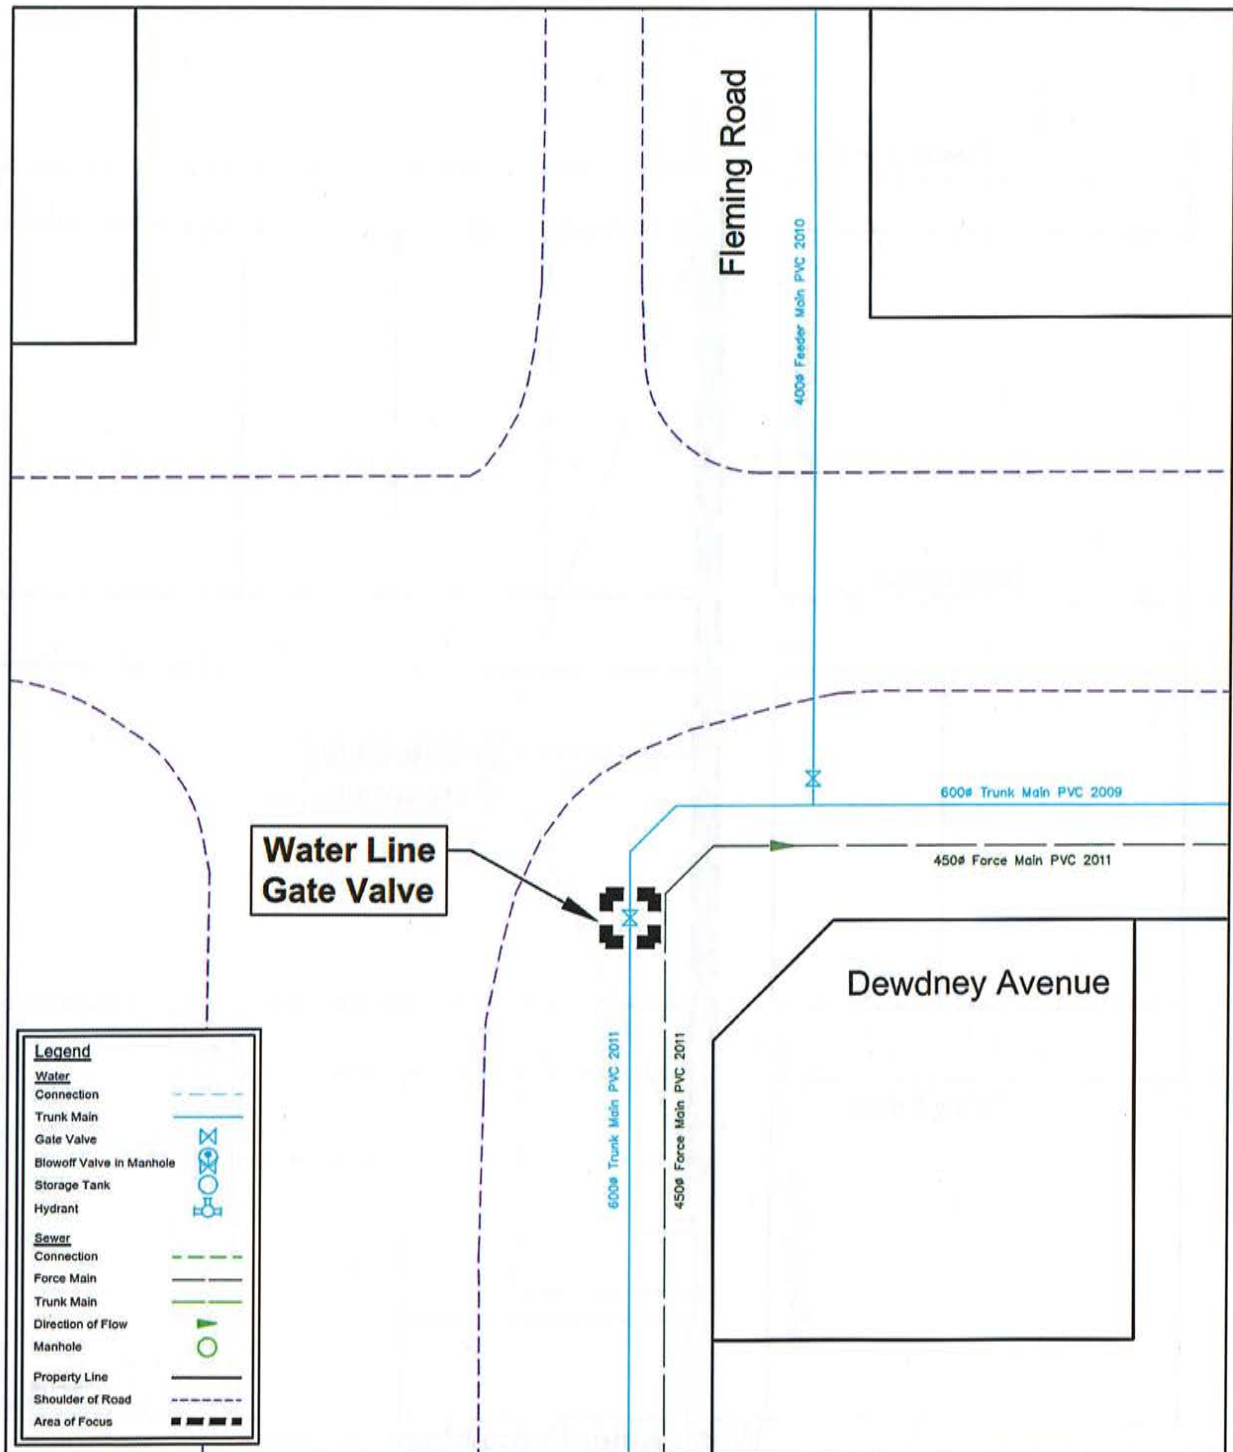 Fleming Road
400ø Feeder Main PVC 2010
600ø Trunk Main PVC 2009
450ø Force Main PVC 2011
Water Line
Gate Valve
Dewdney Avenue
600ø Trunk Main PVC 2011
450ø Force Main PVC 2011
Legend
Water
Connection
Trunk Main
Gate Valve
Blowoff Valve in Manhole
Storage Tank
Hydrant
Sewer
Connection
Force Main
Trunk Main
Direction of Flow
Manhole
Property Line
Shoulder of Road
Area of Focus